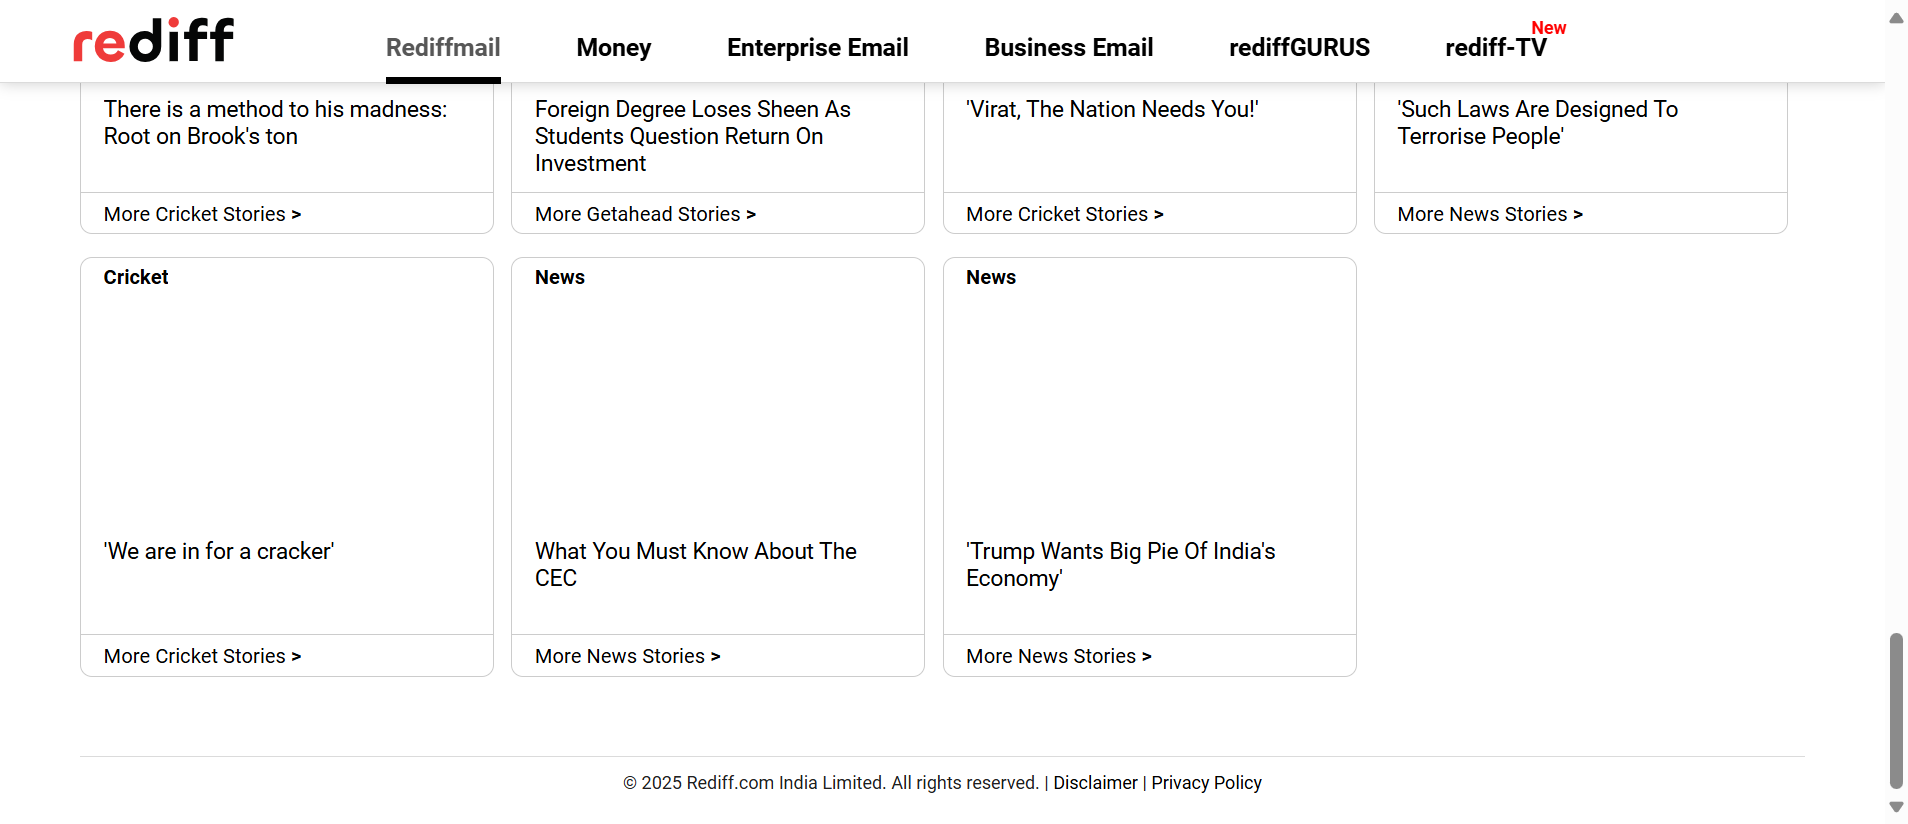 rediff
Rediffmail
Money
Enterprise Email
Business Email
rediffGURUS
rediff-TV
New
There is a method to his madness:
Root on Brook's ton
More Cricket Stories >
Foreign Degree Loses Sheen As
Students Question Return On
Investment
More Getahead Stories >
'Virat, The Nation Needs You!'
More Cricket Stories >
'Such Laws Are Designed To
Terrorise People'
More News Stories >
Cricket
'We are in for a cracker'
More Cricket Stories >
News
What You Must Know About The
CEC
More News Stories >
News
'Trump Wants Big Pie Of India's
Economy'
More News Stories >
© 2025 Rediff.com India Limited. All rights reserved. | Disclaimer | Privacy Policy